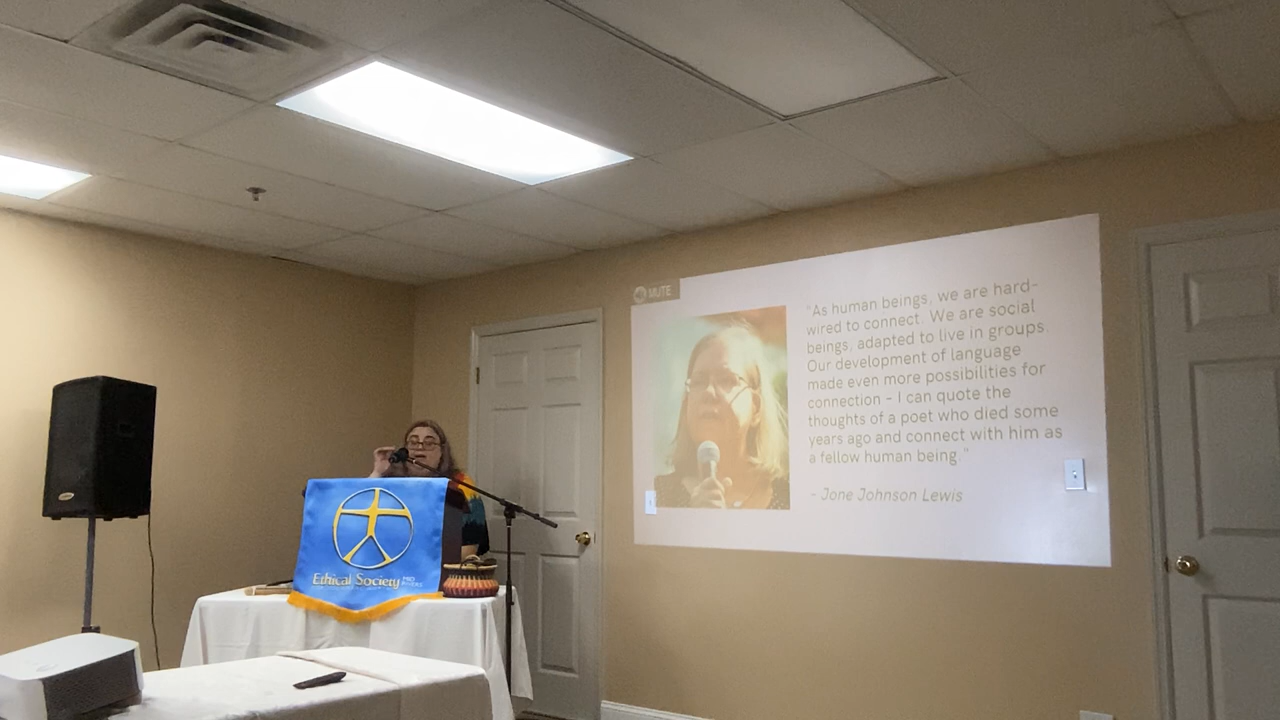 MUTE
"As human beings, we are hard-
wired to connect. We are social
beings, adapted to live in groups.
Our development of language
made even more possibilities for
connection - I can quote the
thoughts of a poet who died some
years ago and connect with him as
a fellow human being."
- Jone Johnson Lewis
Ethical Society